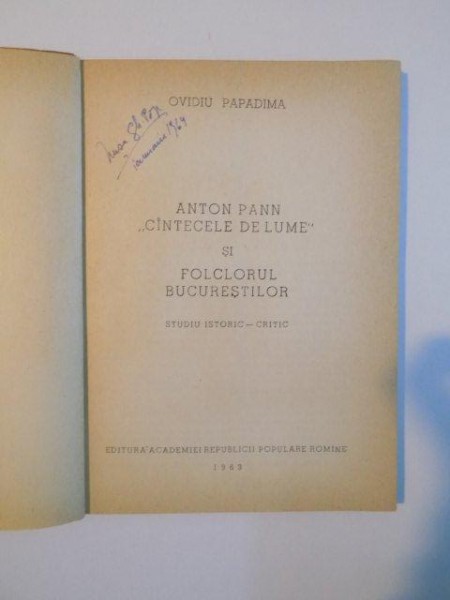 OVIDIU PAPADIMA
ANTON PANN
„CÎNTECELE DE LUME"
ȘI
FOLCLORUL
BUCUREȘTILOR
STUDIU ISTORIC — CRITIC
EDITURA ACADEMIEI REPUBLICII POPULARE ROMÎNE
1963